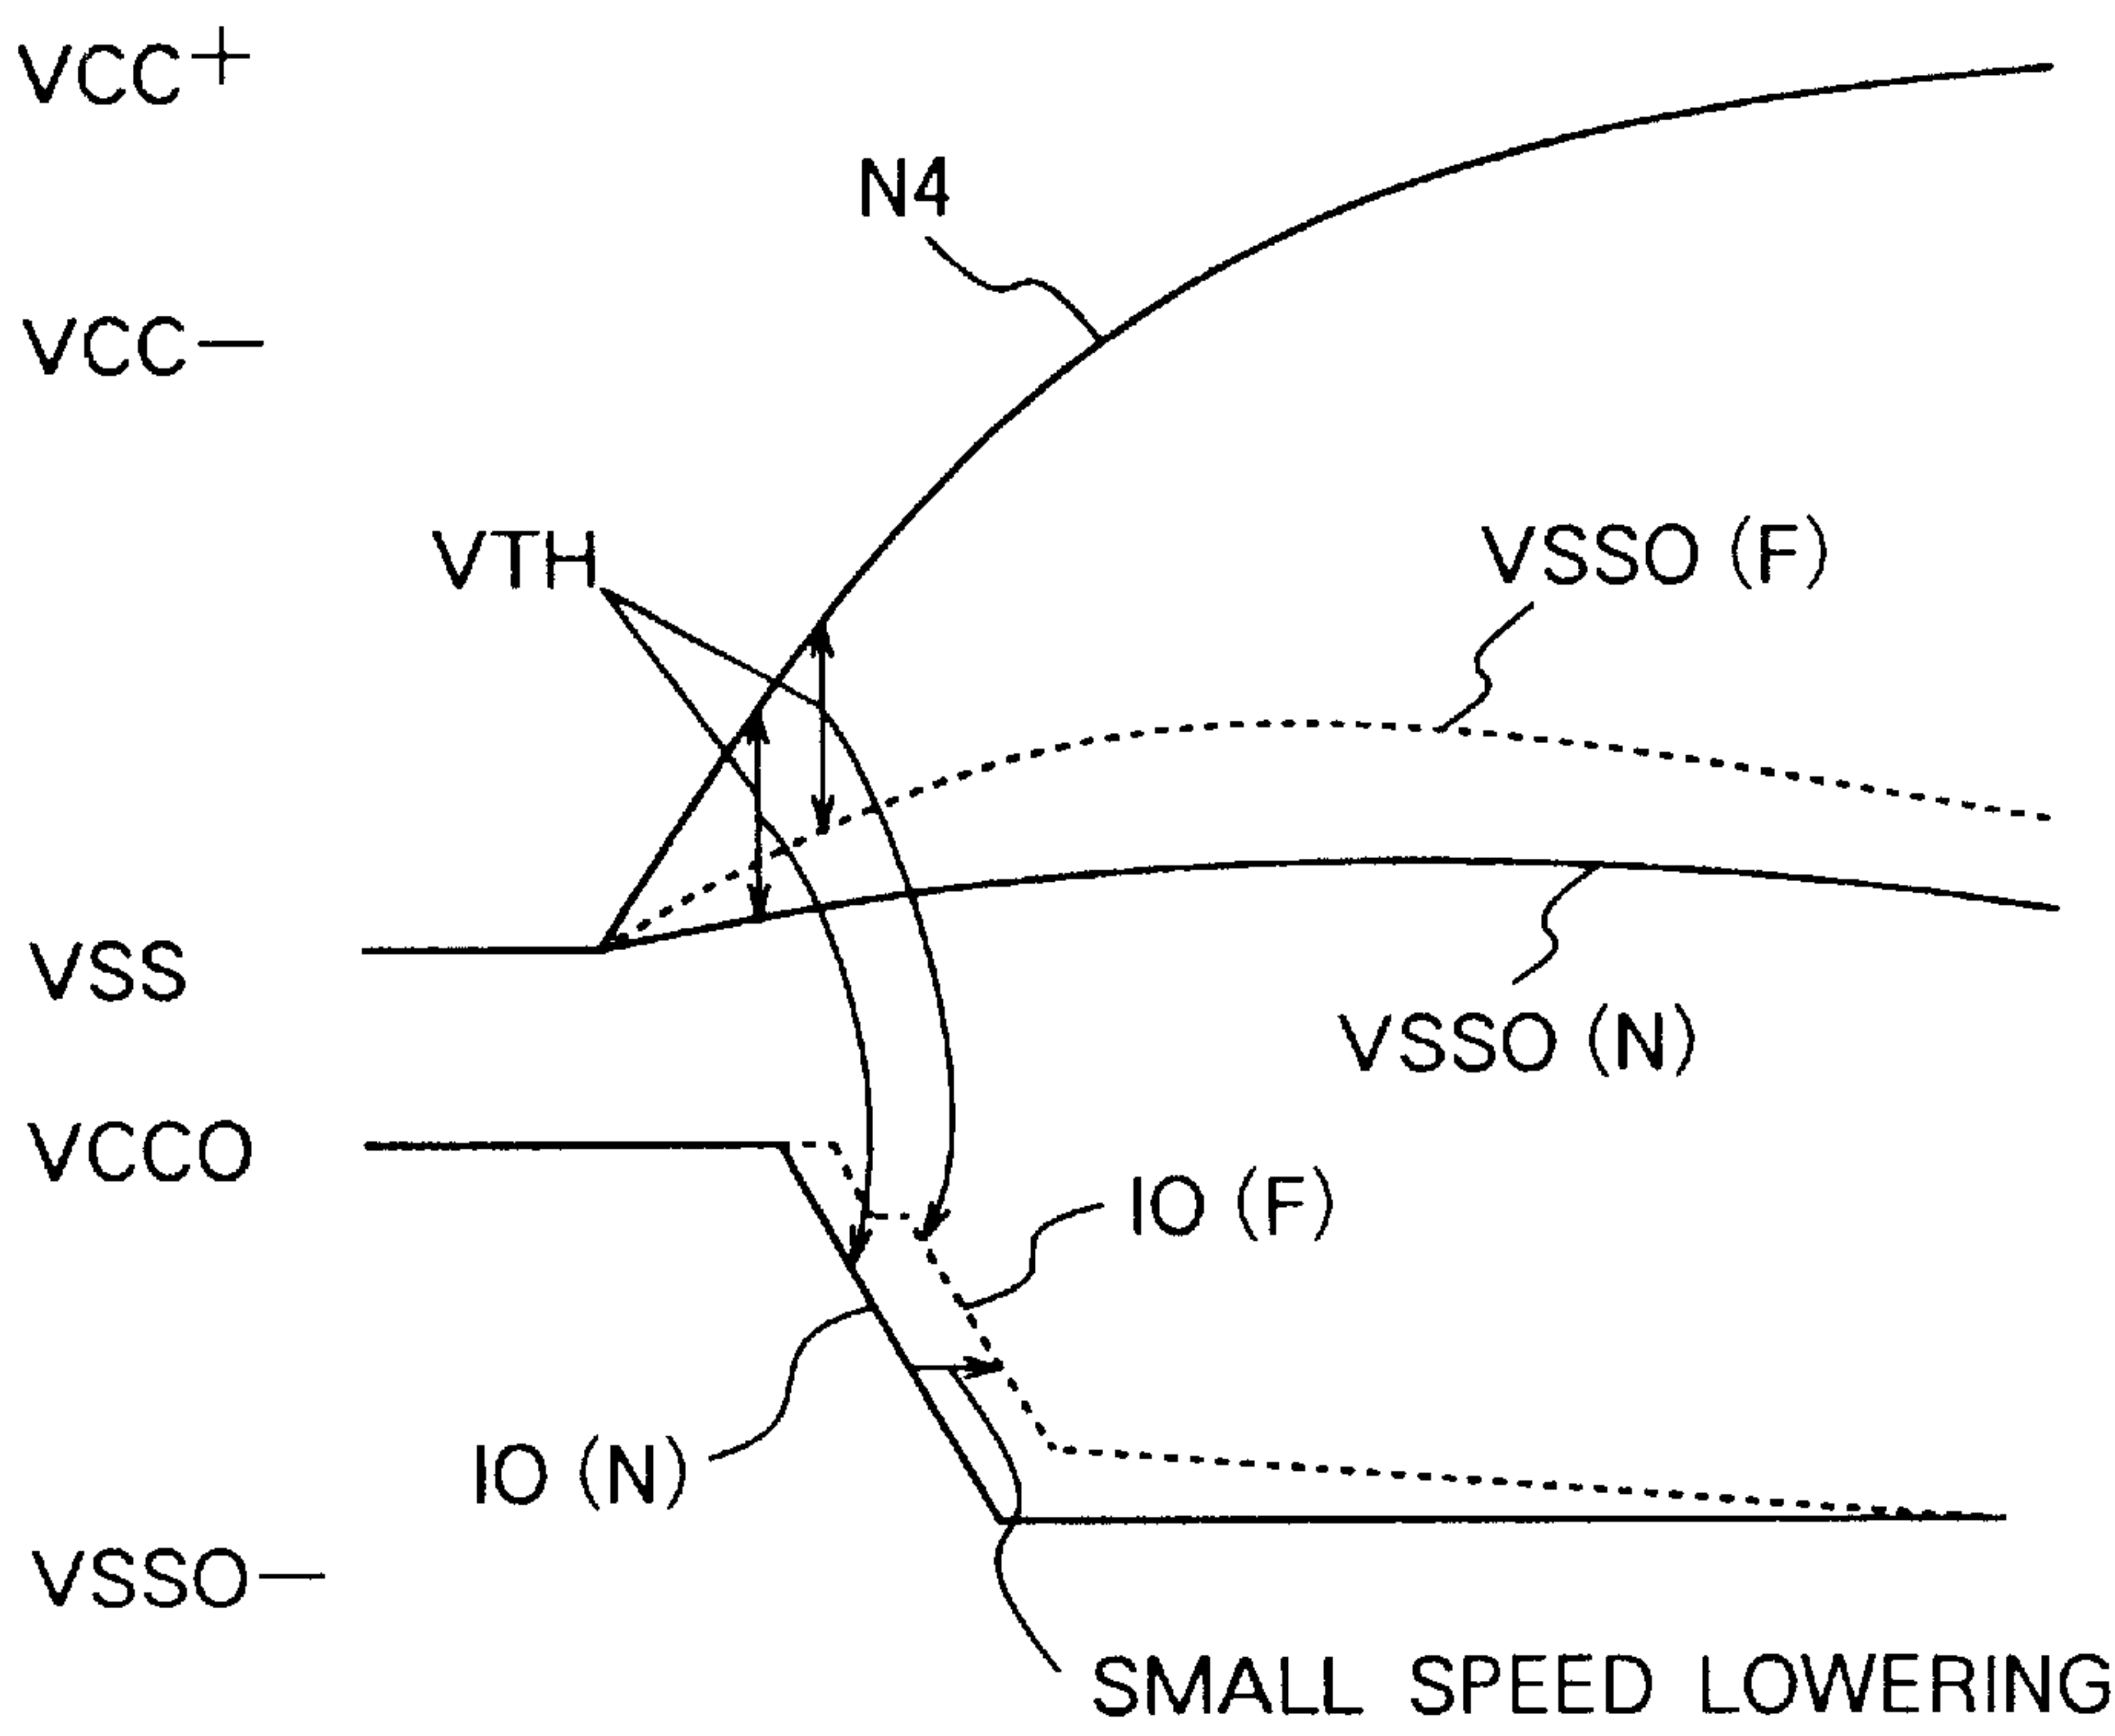 VCC+
N4
VCC−
VTH
VSSO (F)
VSS
VSSO (N)
VCCO
IO (F)
IO (N)
VSSO−
SMALL SPEED LOWERING